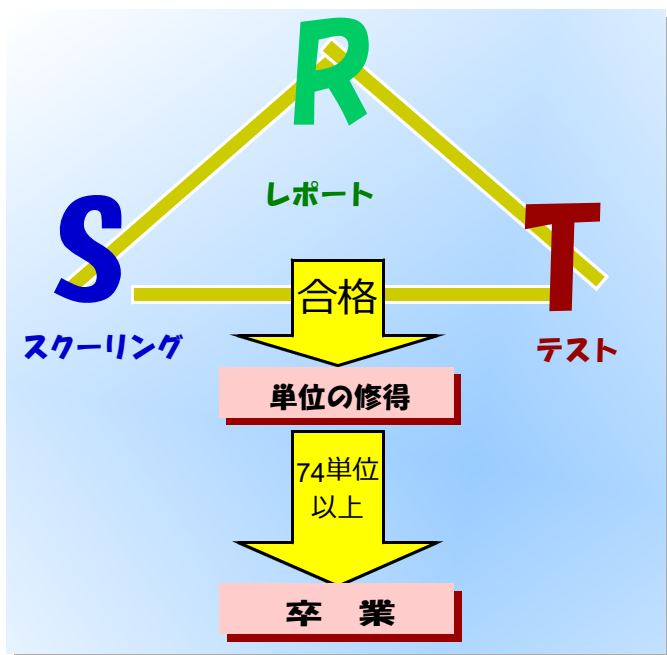 R
レポート
S
T
スクーリング
テスト
合格
単位の修得
74単位
以上
卒 業